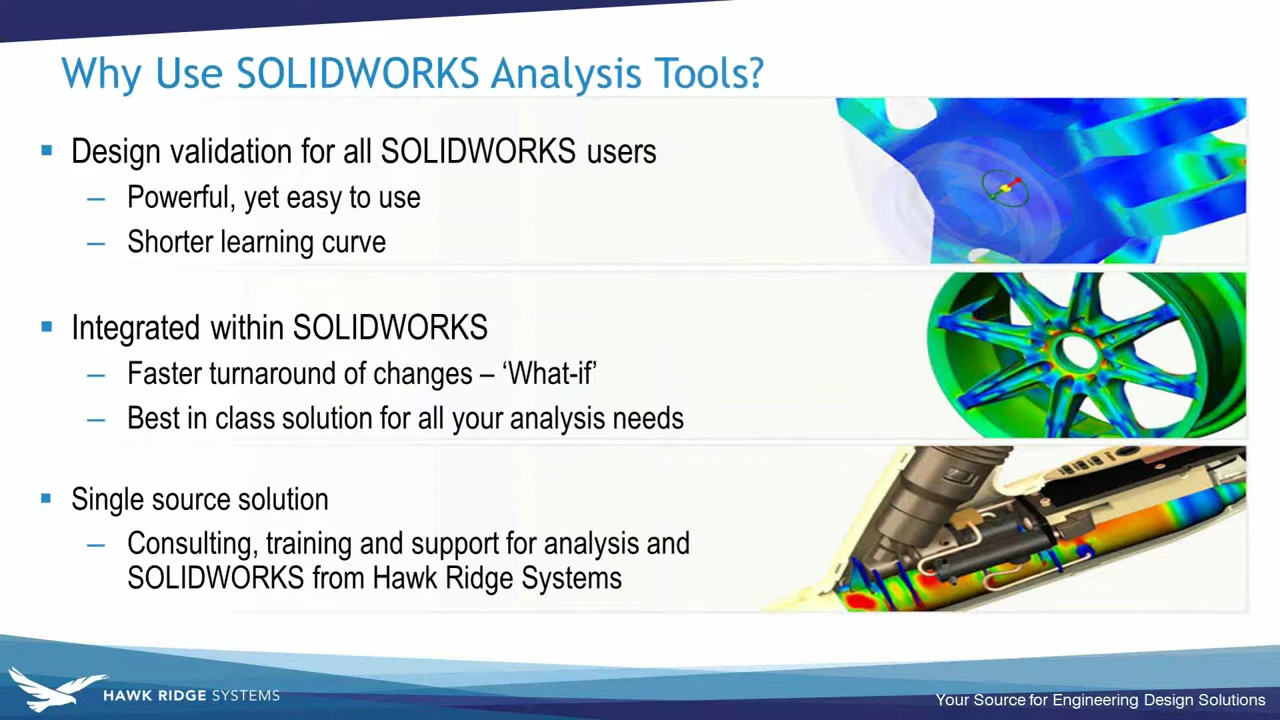 Why Use SOLIDWORKS Analysis Tools?
▪ Design validation for all SOLIDWORKS users
– Powerful, yet easy to use
– Shorter learning curve
▪ Integrated within SOLIDWORKS
– Faster turnaround of changes – ‘What-if’
– Best in class solution for all your analysis needs
▪ Single source solution
– Consulting, training and support for analysis and
SOLIDWORKS from Hawk Ridge Systems
HAWK RIDGE SYSTEMS
Your Source for Engineering Design Solutions